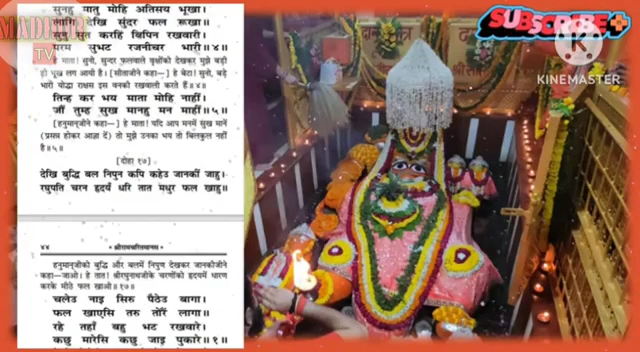 सुनहु मातु मोहि अतिसय भूखा।
लागि देखि सुंदर फल रूखा॥
सुनु सुत करहिं बिपिन रखवारी।
परम सुभट रजनीचर भारी॥४॥
हे माता! सुनो, सुन्दर फलवाले वृक्षोंको देखकर मुझे बड़ी
ही भूख लग आयी है। [सीताजीने कहा—] हे बेटा! सुनो, बड़े
भारी योद्धा राक्षस इस वनकी रखवाली करते हैं॥४॥
तिन्ह कर भय माता मोहि नाहीं।
जौं तुम्ह सुख मानहु मन माहीं॥५॥
[हनुमान्‌जीने कहा—] हे माता! यदि आप मनमें सुख मानें
(प्रसन्न होकर आज्ञा दें) तो मुझे उनका भय तो बिलकुल नहीं
है॥५॥
[दोहा १७]
देखि बुद्धि बल निपुन कपि कहेउ जानकीं जाहु।
रघुपति चरन हृदयँ धरि तात मधुर फल खाहु॥
४४
*श्रीरामचरितमानस*
हनुमान्‌जीको बुद्धि और बलमें निपुण देखकर जानकीजीने
कहा—जाओ। हे तात! श्रीरघुनाथजीके चरणोंको हृदयमें धारण
करके मीठे फल खाओ॥१७॥
चलेउ नाइ सिरु पैठेउ बागा।
फल खाएसि तरु तोरैं लागा॥
रहे तहाँ बहु भट रखवारे।
कछु मारेसि कछु जाइ पुकारे॥१॥
TV
SUBSCRIBE
KINEMASTER